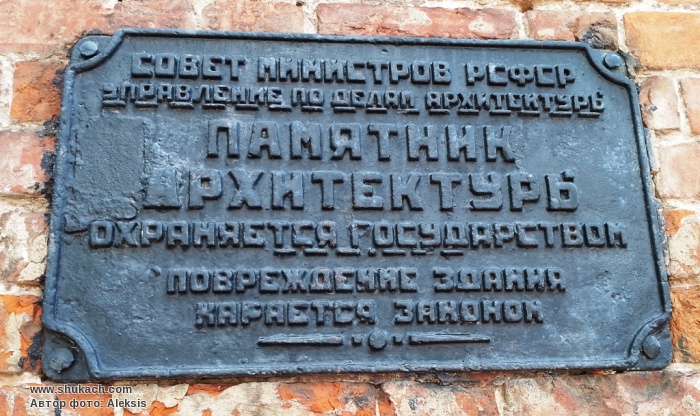 СОВЕТ МИНИСТРОВ РСФСР
УПРАВЛЕНИЕ ПО ДЕЛАМ АРХИТЕКТУРЫ
ПАМЯТНИК
АРХИТЕКТУРЫ
ОХРАНЯЕТСЯ ГОСУДАРСТВОМ
ПОВРЕЖДЕНИЕ ЗДАНИЯ
КАРАЕТСЯ ЗАКОНОМ
www.shukach.com
Автор фото: Aleksis